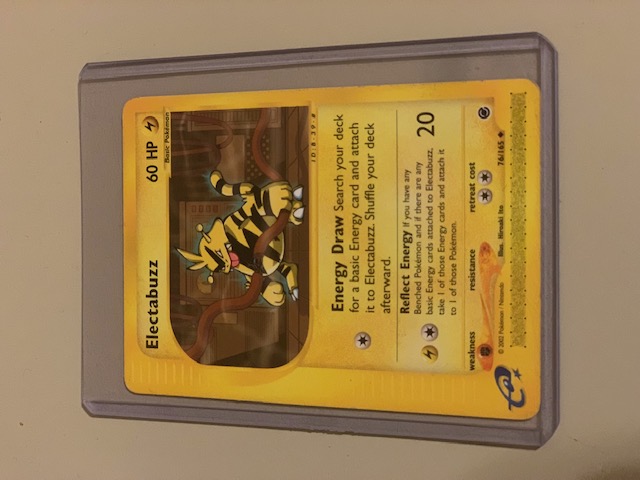 Electabuzz 60 HP
Basic Pokémon
ID:B-39-#
Energy Draw Search your deck
for a basic Energy card and attach
it to Electabuzz. Shuffle your deck
afterward.
Reflect Energy If you have any
Benched Pokémon and if there are any
basic Energy cards attached to Electabuzz, 20
take 1 of those Energy cards and attach it
to 1 of those Pokémon.
weakness resistance retreat cost
© 2002 Pokémon / Nintendo Illus. Hiroaki Ito 76/165
e